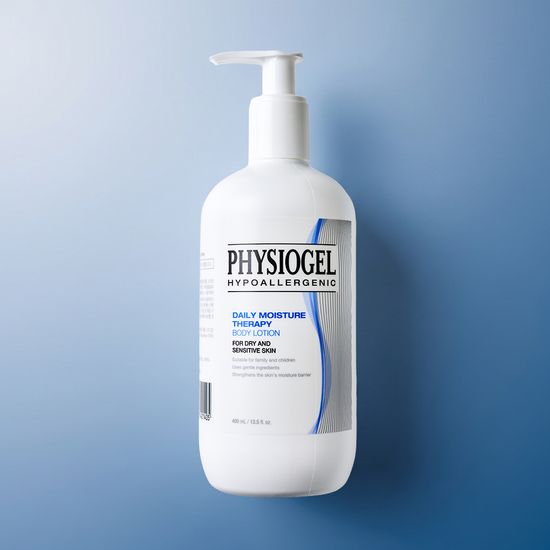 PHYSIOGEL
HYPOALLERGENIC
DAILY MOISTURE
THERAPY
BODY LOTION
FOR DRY AND
SENSITIVE SKIN
Suitable for family and children
Uses gentle ingredients
Strengthens the skin's moisture barrier
400 mL / 13.5 fl. oz.